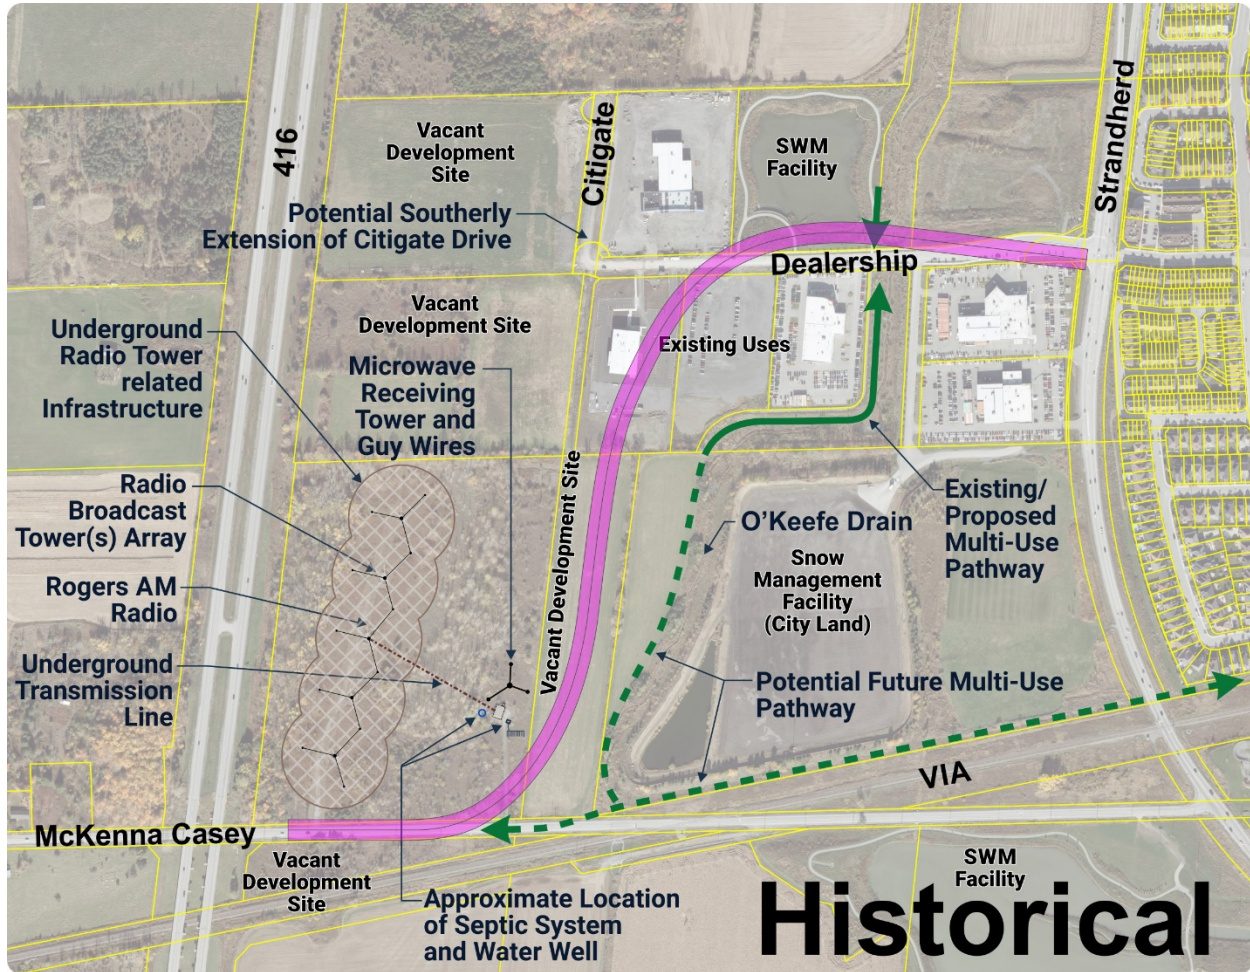 416
Citigate
Strandherd
Vacant
Development
Site
SWM
Facility
Potential Southerly
Extension of Citigate Drive
Dealership
Vacant
Development Site
Existing Uses
Underground
Radio Tower
related
Infrastructure
Microwave
Receiving
Tower and
Guy Wires
Radio
Broadcast
Tower(s) Array
Rogers AM
Radio
Underground
Transmission
Line
Vacant Development Site
O'Keefe Drain
Existing/
Proposed
Multi-Use
Pathway
Snow
Management
Facility
(City Land)
Potential Future Multi-Use
Pathway
VIA
McKenna Casey
Vacant
Development
Site
Approximate Location
of Septic System
and Water Well
SWM
Facility
Historical